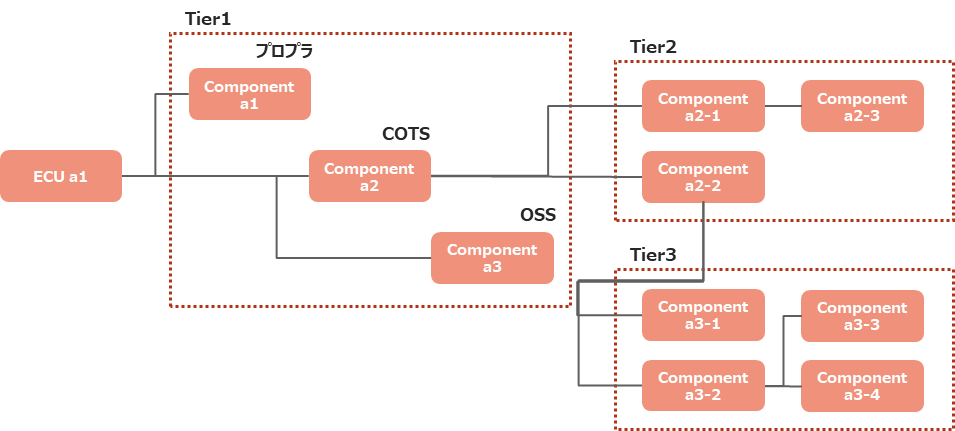 Tier1
プロプラ
Component
a1
ECU a1
COTS
Component
a2
OSS
Component
a3
Tier2
Component
a2-1
Component
a2-3
Component
a2-2
Tier3
Component
a3-1
Component
a3-3
Component
a3-2
Component
a3-4